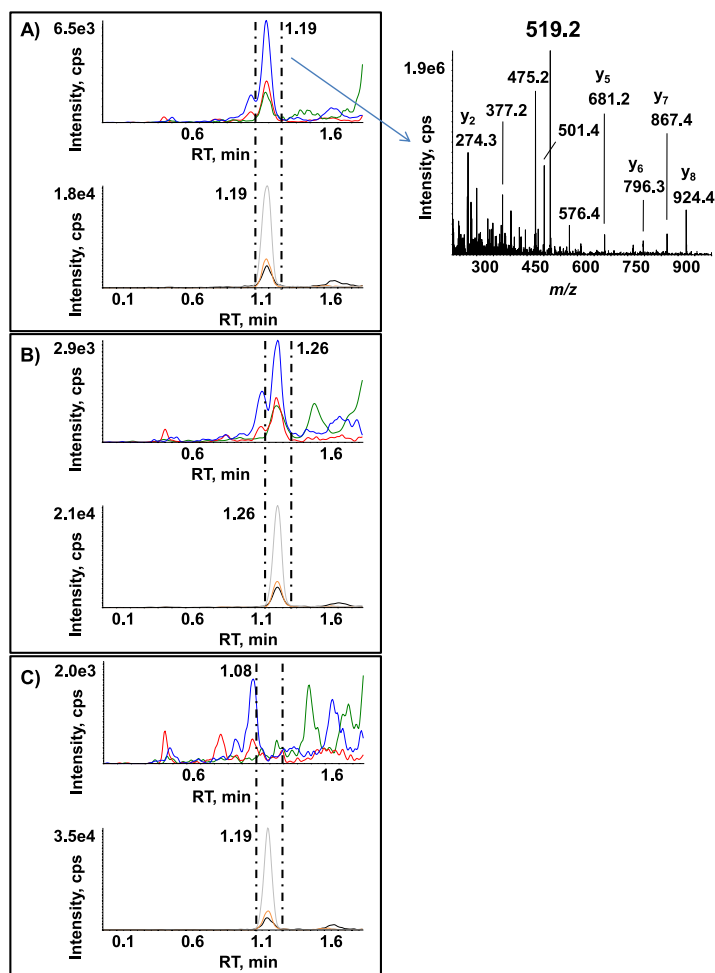 A)
6.5e3
1.19
Intensity, cps
0.6
1.6
RT, min
1.8e4
1.19
Intensity, cps
0.1
0.6
1.1
1.6
RT, min
519.2
1.9e6
Intensity, cps
y2
274.3
377.2
475.2
501.4
576.4
y5
681.2
y6
796.3
y7
867.4
y8
924.4
300
450
600
750
900
m/z
B)
2.9e3
1.26
Intensity, cps
0.6
1.6
RT, min
2.1e4
1.26
Intensity, cps
0.1
0.6
1.1
1.6
RT, min
C)
2.0e3
1.08
Intensity, cps
0.6
1.6
RT, min
3.5e4
1.19
Intensity, cps
0.1
0.6
1.1
1.6
RT, min